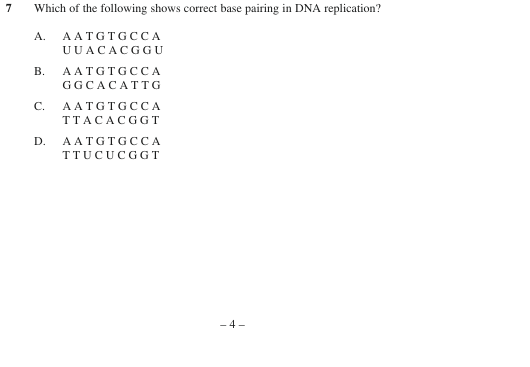 7 Which of the following shows correct base pairing in DNA replication?
A. A A T G T G C C A
U U A C A C G G U
B. A A T G T G C C A
G G C A C A T T G
C. A A T G T G C C A
T T A C A C G G T
D. A A T G T G C C A
T T U C U C G G T
– 4 –